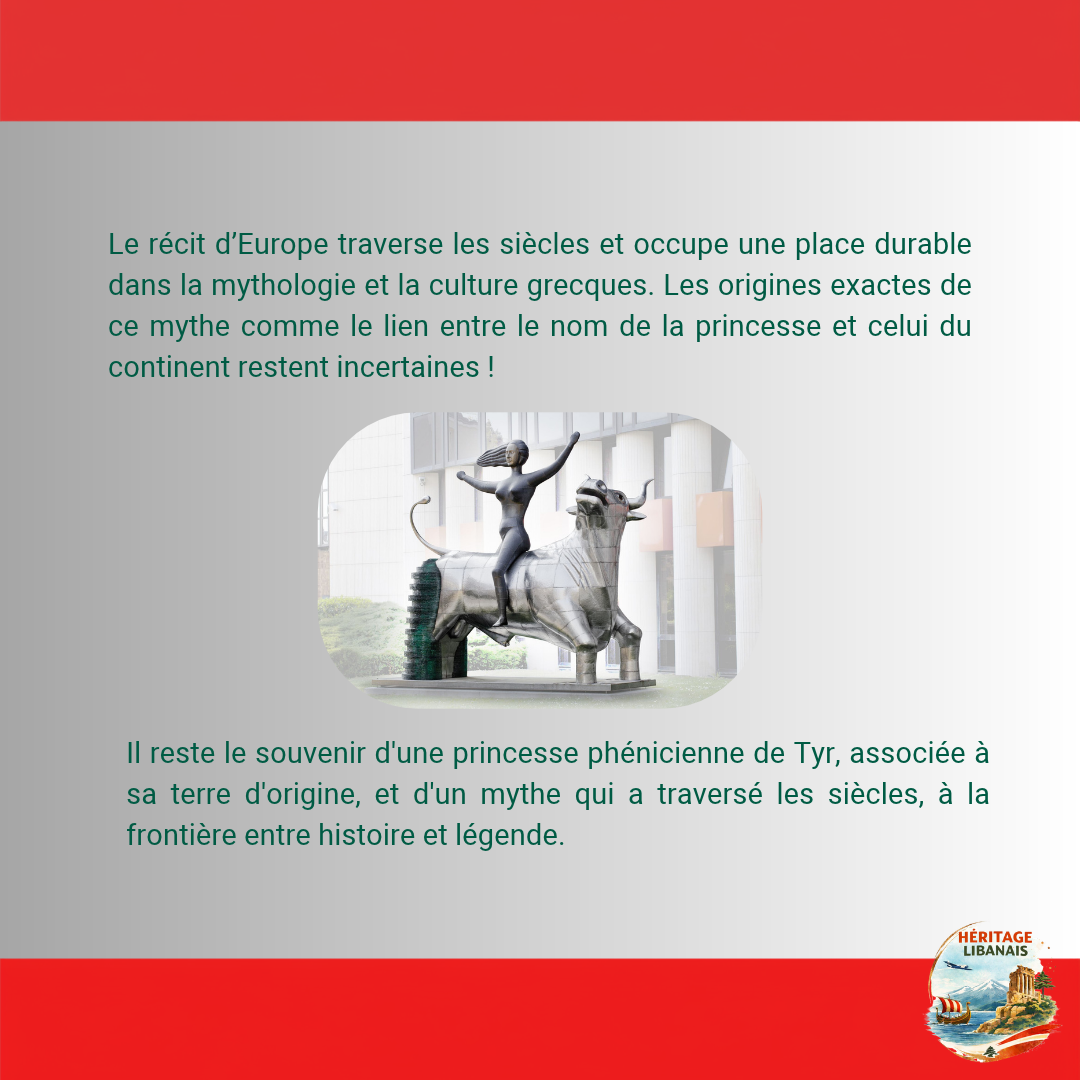 Le récit d’Europe traverse les siècles et occupe une place durable
dans la mythologie et la culture grecques. Les origines exactes de
ce mythe comme le lien entre le nom de la princesse et celui du
continent restent incertaines !
Il reste le souvenir d'une princesse phénicienne de Tyr, associée à
sa terre d'origine, et d'un mythe qui a traversé les siècles, à la
frontière entre histoire et légende.
HÉRITAGE
LIBANAIS